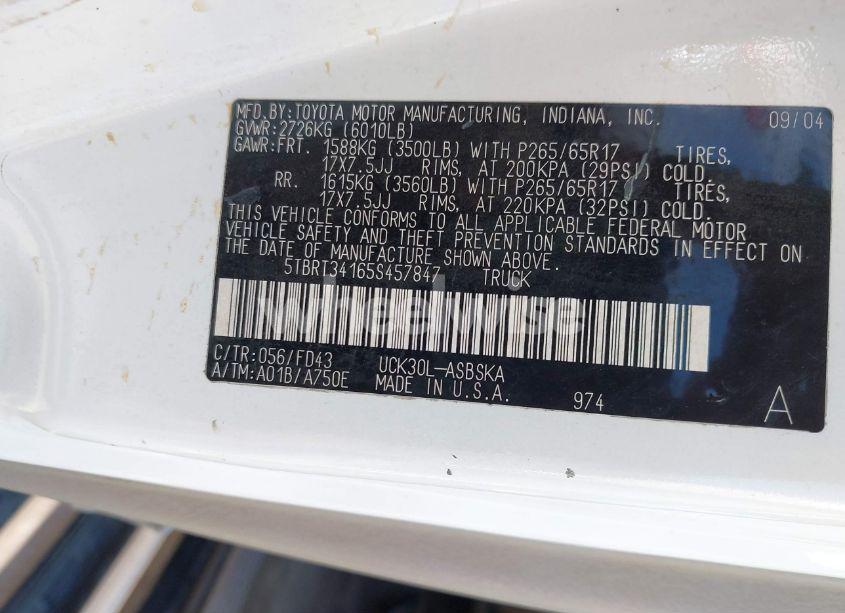 MFD.BY:TOYOTA MOTOR MANUFACTURING, INDIANA, INC. 09/04
GVWR:2726KG (6010LB)
GAWR:FRT. 1588KG (3500LB) WITH P265/65R17 TIRES,
17X7.5JJ RIMS, AT 200KPA (29PSI) COLD.
RR. 1615KG (3560LB) WITH P265/65R17 TIRES,
17X7.5JJ RIMS, AT 220KPA (32PSI) COLD.
THIS VEHICLE CONFORMS TO ALL APPLICABLE FEDERAL MOTOR
VEHICLE SAFETY AND THEFT PREVENTION STANDARDS IN EFFECT ON
THE DATE OF MANUFACTURE SHOWN ABOVE.
5TBRT34165S457847 TRUCK
wheelwise
C/TR:056/FD43 UCK30L-ASBSKA
A/TM:A01B/A750E MADE IN U.S.A. 974 A